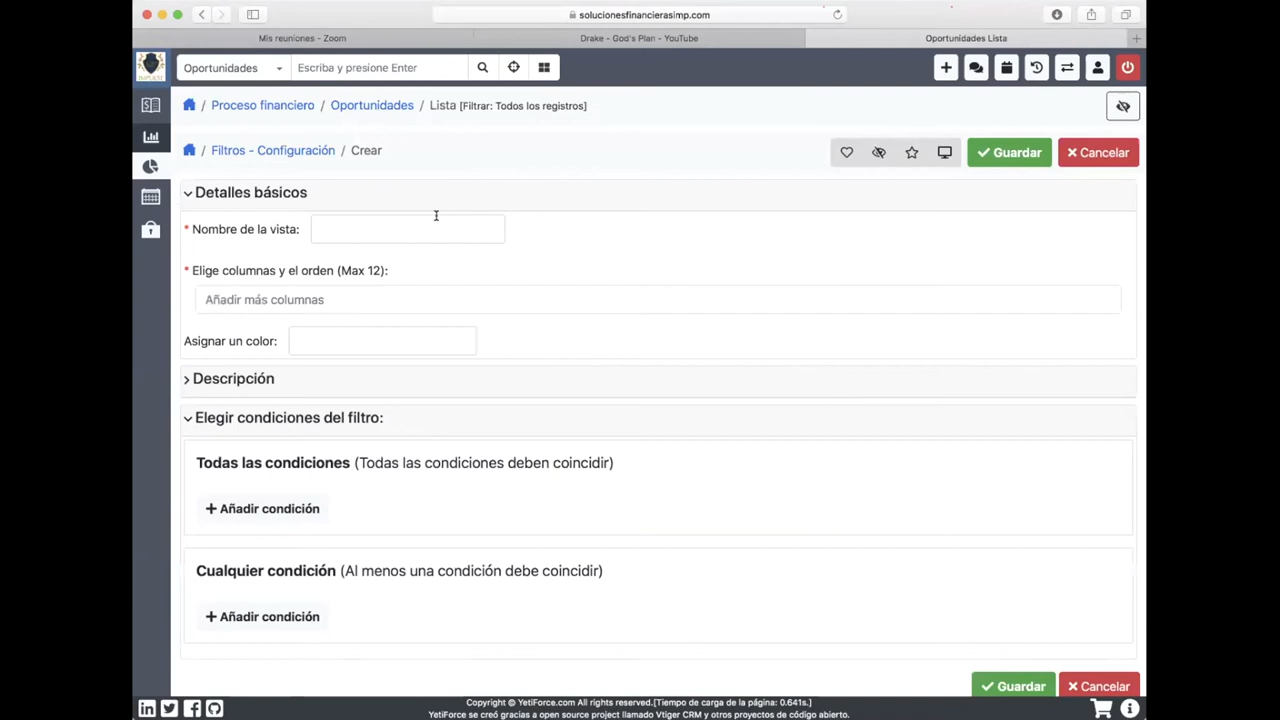 solucionesfinancierasimp.com
Mis reuniones - Zoom
Drake - God's Plan - YouTube
Oportunidades Lista
Oportunidades
Escriba y presione Enter
/ Proceso financiero / Oportunidades / Lista [Filtrar: Todos los registros]
/ Filtros - Configuración / Crear
Guardar
Cancelar
Detalles básicos
* Nombre de la vista:
* Elige columnas y el orden (Max 12):
Añadir más columnas
Asignar un color:
Descripción
Elegir condiciones del filtro:
Todas las condiciones (Todas las condiciones deben coincidir)
Añadir condición
Cualquier condición (Al menos una condición debe coincidir)
Añadir condición
Guardar
Cancelar
Copyright © YetiForce.com All rights reserved.[Tiempo de carga de la página: 0.641s.]
YetiForce se creó gracias a open source project llamado Vtiger CRM y otros proyectos de código abierto.